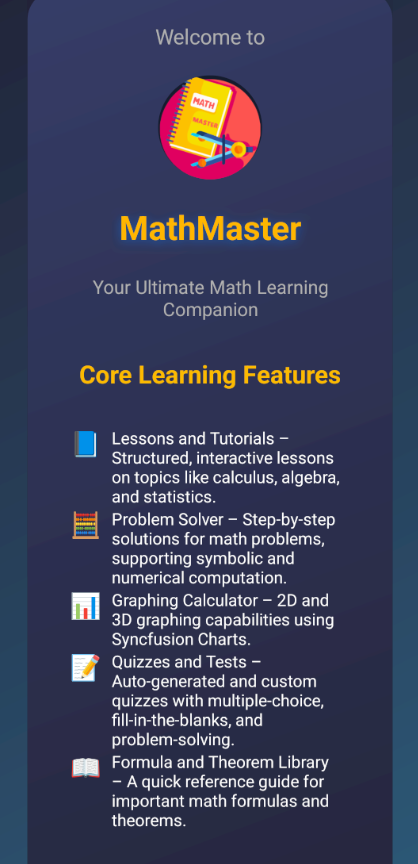 Welcome to
MATH
MASTER
MathMaster
Your Ultimate Math Learning
Companion
Core Learning Features
Lessons and Tutorials –
Structured, interactive lessons
on topics like calculus, algebra,
and statistics.
Problem Solver – Step-by-step
solutions for math problems,
supporting symbolic and
numerical computation.
Graphing Calculator – 2D and
3D graphing capabilities using
Syncfusion Charts.
Quizzes and Tests –
Auto-generated and custom
quizzes with multiple-choice,
fill-in-the-blanks, and
problem-solving.
Formula and Theorem Library
– A quick reference guide for
important math formulas and
theorems.